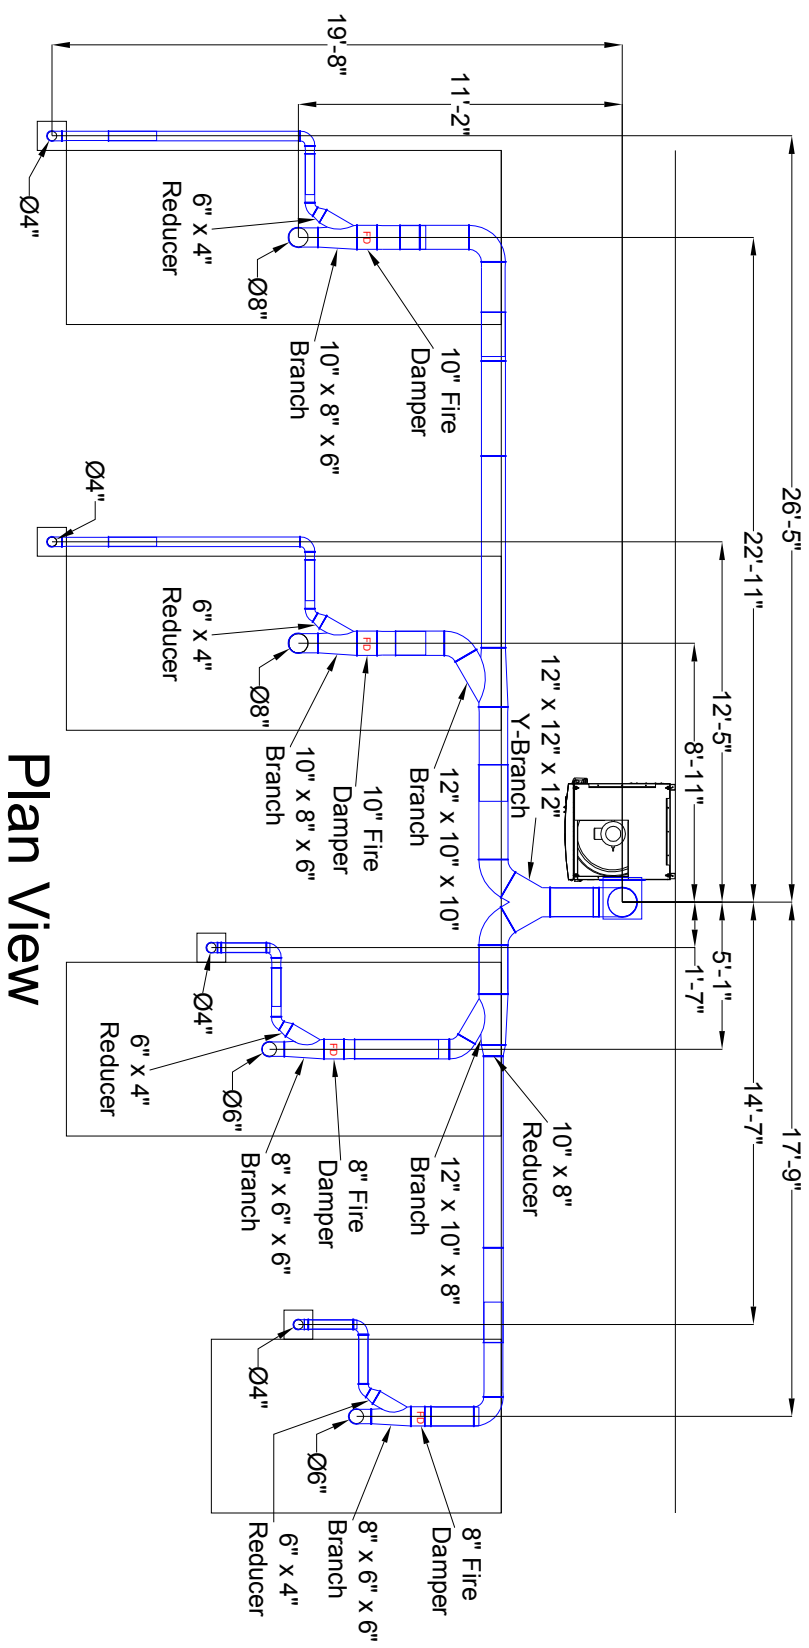 19'-8"
11'-2"
26'-5"
22'-11"
12'-5"
8'-11"
1'-7"
5'-1"
14'-7"
17'-9"
Ø4"
6" x 4"
Reducer
Ø8"
10" x 8" x 6"
Branch
10" Fire
Damper
FD
Ø4"
6" x 4"
Reducer
Ø8"
10" x 8" x 6"
Branch
10" Fire
Damper
FD
12" x 10" x 10"
Branch
12" x 12" x 12"
Y-Branch
Ø4"
6" x 4"
Reducer
Ø6"
8" x 6" x 6"
Branch
8" Fire
Damper
FD
12" x 10" x 8"
Branch
10" x 8"
Reducer
Ø4"
Ø6"
6" x 4"
Reducer
8" x 6" x 6"
Branch
8" Fire
Damper
FD
Plan View